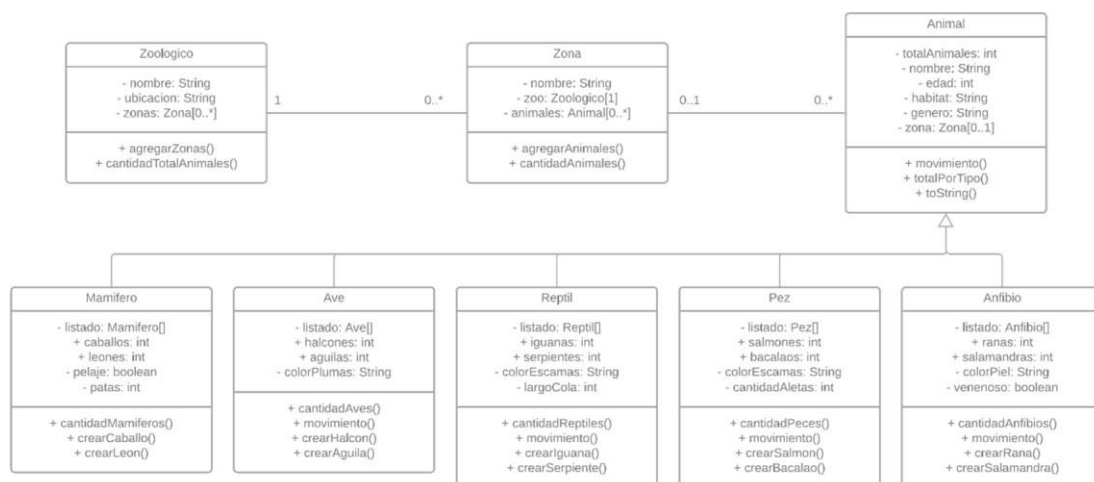 Zoologico
- nombre: String
- ubicacion: String
- zonas: Zona[0..*]
+ agregarZonas()
+ cantidadTotalAnimales()
1
0..*
Zona
- nombre: String
- zoo: Zoologico[1]
- animales: Animal[0..*]
+ agregarAnimales()
+ cantidadAnimales()
0..1
0..*
Animal
- totalAnimales: int
- nombre: String
- edad: int
- habitat: String
- genero: String
- zona: Zona[0..1]
+ movimiento()
+ totalPorTipo()
+ toString()
Mamifero
- listado: Mamifero[]
+ caballos: int
+ leones: int
- pelaje: boolean
- patas: int
+ cantidadMamiferos()
+ crearCaballo()
+ crearLeon()
Ave
- listado: Ave[]
+ halcones: int
+ aguilas: int
- colorPlumas: String
+ cantidadAves()
+ movimiento()
+ crearHalcon()
+ crearAguila()
Reptil
- listado: Reptil[]
+ iguanas: int
+ serpientes: int
- colorEscamas: String
- largoCola: int
+ cantidadReptiles()
+ movimiento()
+ crearIguana()
+ crearSerpiente()
Pez
- listado: Pez[]
+ salmones: int
+ bacalaos: int
- colorEscamas: String
- cantidadAletas: int
+ cantidadPeces()
+ movimiento()
+ crearSalmon()
+ crearBacalao()
Anfibio
- listado: Anfibio[]
+ ranas: int
+ salamandras: int
- colorPiel: String
- venenoso: boolean
+ cantidadAnfibios()
+ movimiento()
+ crearRana()
+ crearSalamandra()